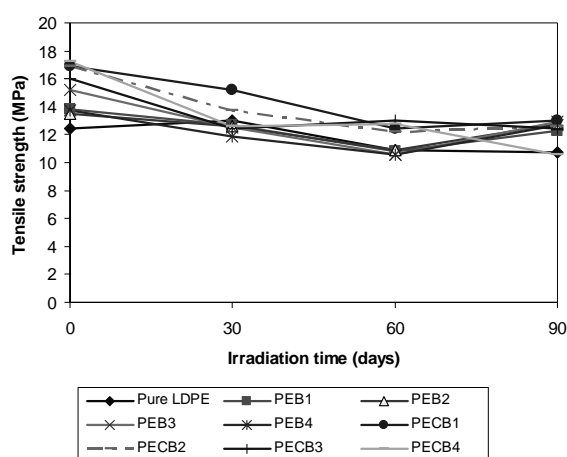 20
18
16
14
12
10
8
6
4
2
0
Tensile strength (MPa)
0 30 60 90
Irradiation time (days)
Pure LDPE PEB1 PEB2
PEB3 PEB4 PECB1
PECB2 PECB3 PECB4